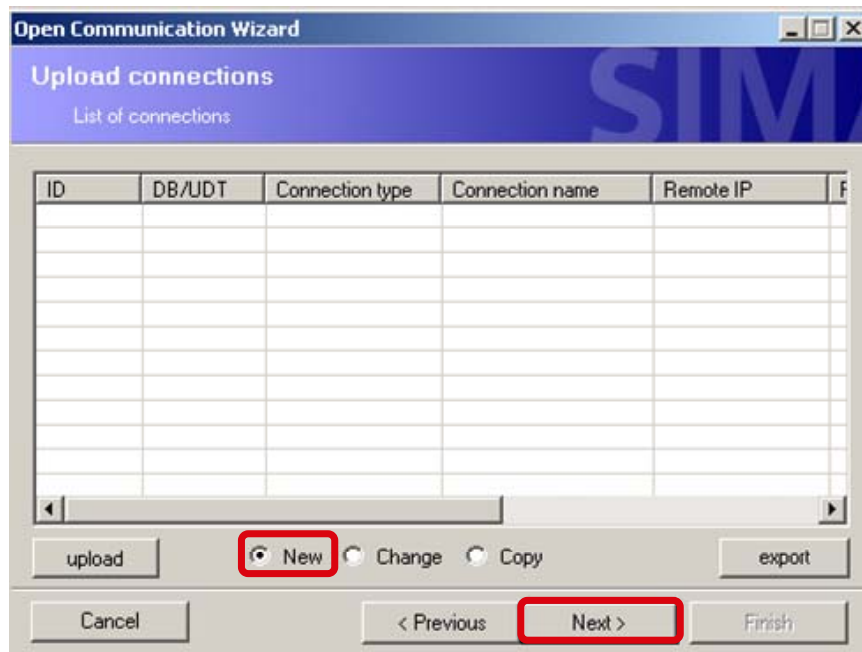 Open Communication Wizard
Upload connections
SIM
List of connections
ID DB/UDT Connection type Connection name Remote IP
upload New Change Copy export
Cancel < Previous Next > Finish